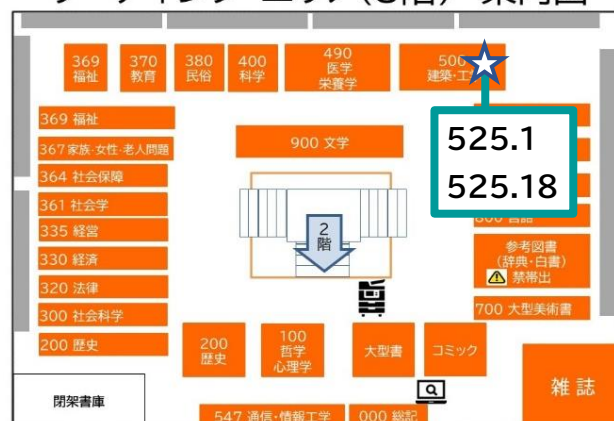 369
福祉
370
教育
380
民俗
400
科学
490
医学
栄養学
500
建築・工
525.1
525.18
369 福祉
367 家族・女性・老人問題
364 社会保障
361 社会学
335 経営
330 経済
320 法律
300 社会科学
200 歴史
900 文学
2
階
参考図書
(辞典・白書)
禁帯出
700 大型美術書
200
歴史
100
哲学
心理学
大型書
コミック
雑誌
閉架書庫
547 通信・情報工学
000 総記